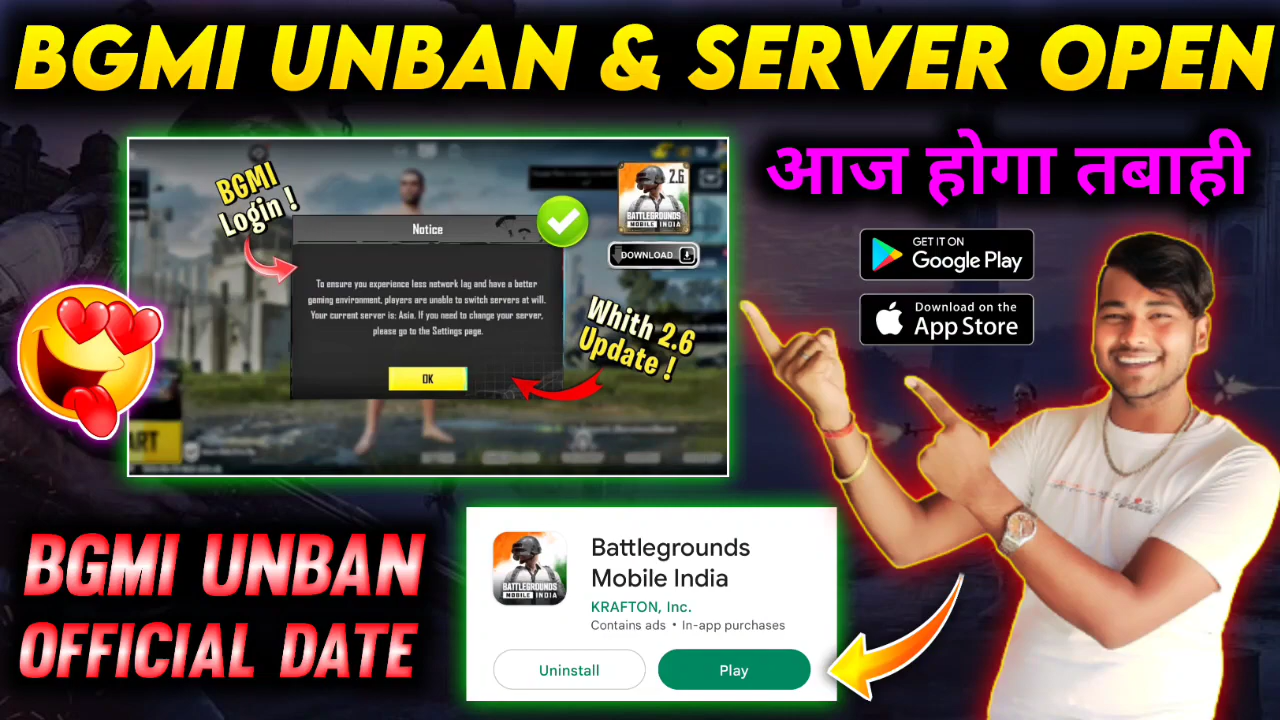 BGMI UNBAN & SERVER OPEN
आज होगा तबाही
BGMI
Login !
Notice
To ensure you experience less network lag and have a better
gaming environment, players are unable to switch servers at will.
Your current server is: Asia. If you need to change your server,
please go to the Settings page.
OK
2.6
BATTLEGROUNDS
MOBILE INDIA
DOWNLOAD
Whith 2.6
Update !
GET IT ON
Google Play
Download on the
App Store
BGMI UNBAN
OFFICIAL DATE
BATTLEGROUNDS
MOBILE INDIA
Battlegrounds
Mobile India
KRAFTON, Inc.
Contains ads • In-app purchases
Uninstall
Play